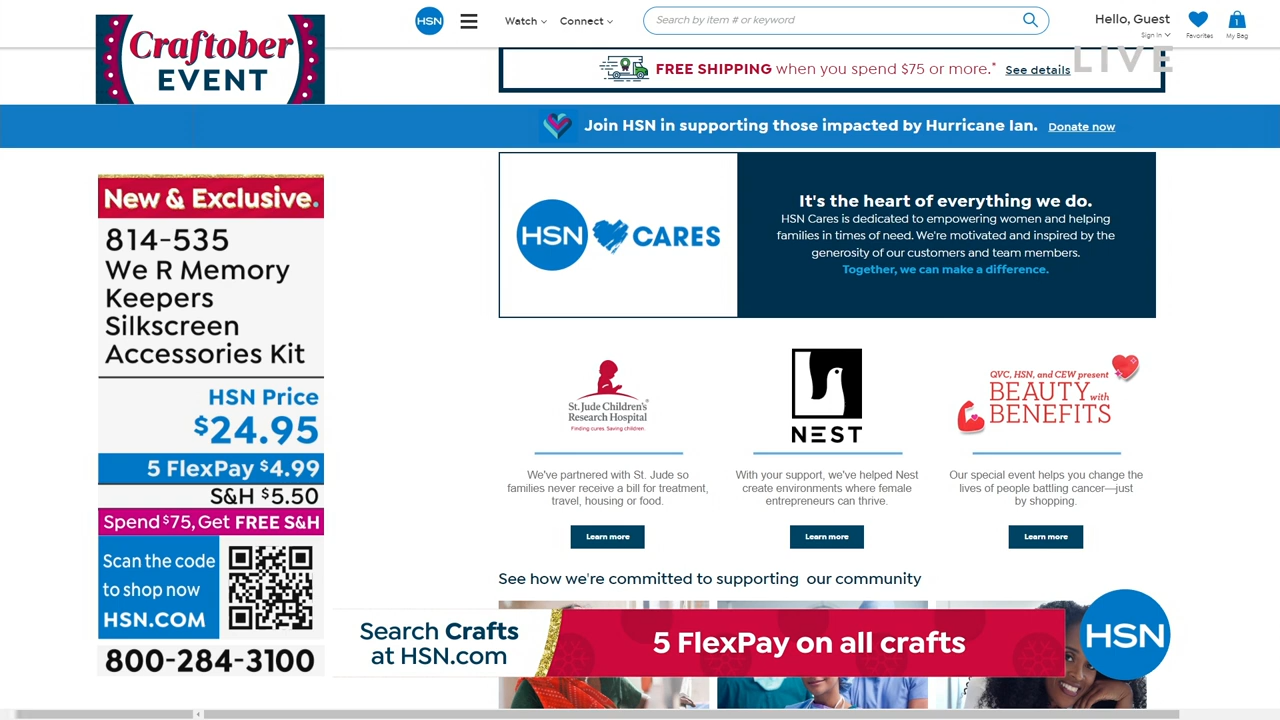 Craftober
EVENT
HSN
Watch
Connect
Search by item # or keyword
Hello, Guest
Sign in
Favorites
1
My Bag
LIVE
FREE SHIPPING when you spend $75 or more.* See details
Join HSN in supporting those impacted by Hurricane Ian. Donate now
New & Exclusive.
814-535
We R Memory
Keepers
Silkscreen
Accessories Kit
HSN Price
$24.95
5 FlexPay $4.99
S&H $5.50
Spend $75, Get FREE S&H
Scan the code
to shop now
HSN.COM
800-284-3100
HSN CARES
It's the heart of everything we do.
HSN Cares is dedicated to empowering women and helping
families in times of need. We're motivated and inspired by the
generosity of our customers and team members.
Together, we can make a difference.
St. Jude Children's
Research Hospital
Finding cures. Saving children.
We've partnered with St. Jude so
families never receive a bill for treatment,
travel, housing or food.
Learn more
NEST
With your support, we've helped Nest
create environments where female
entrepreneurs can thrive.
Learn more
QVC, HSN, and CEW present
BEAUTY with
BENEFITS
Our special event helps you change the
lives of people battling cancer—just
by shopping.
Learn more
See how we're committed to supporting our community
Search Crafts
at HSN.com
5 FlexPay on all crafts
HSN